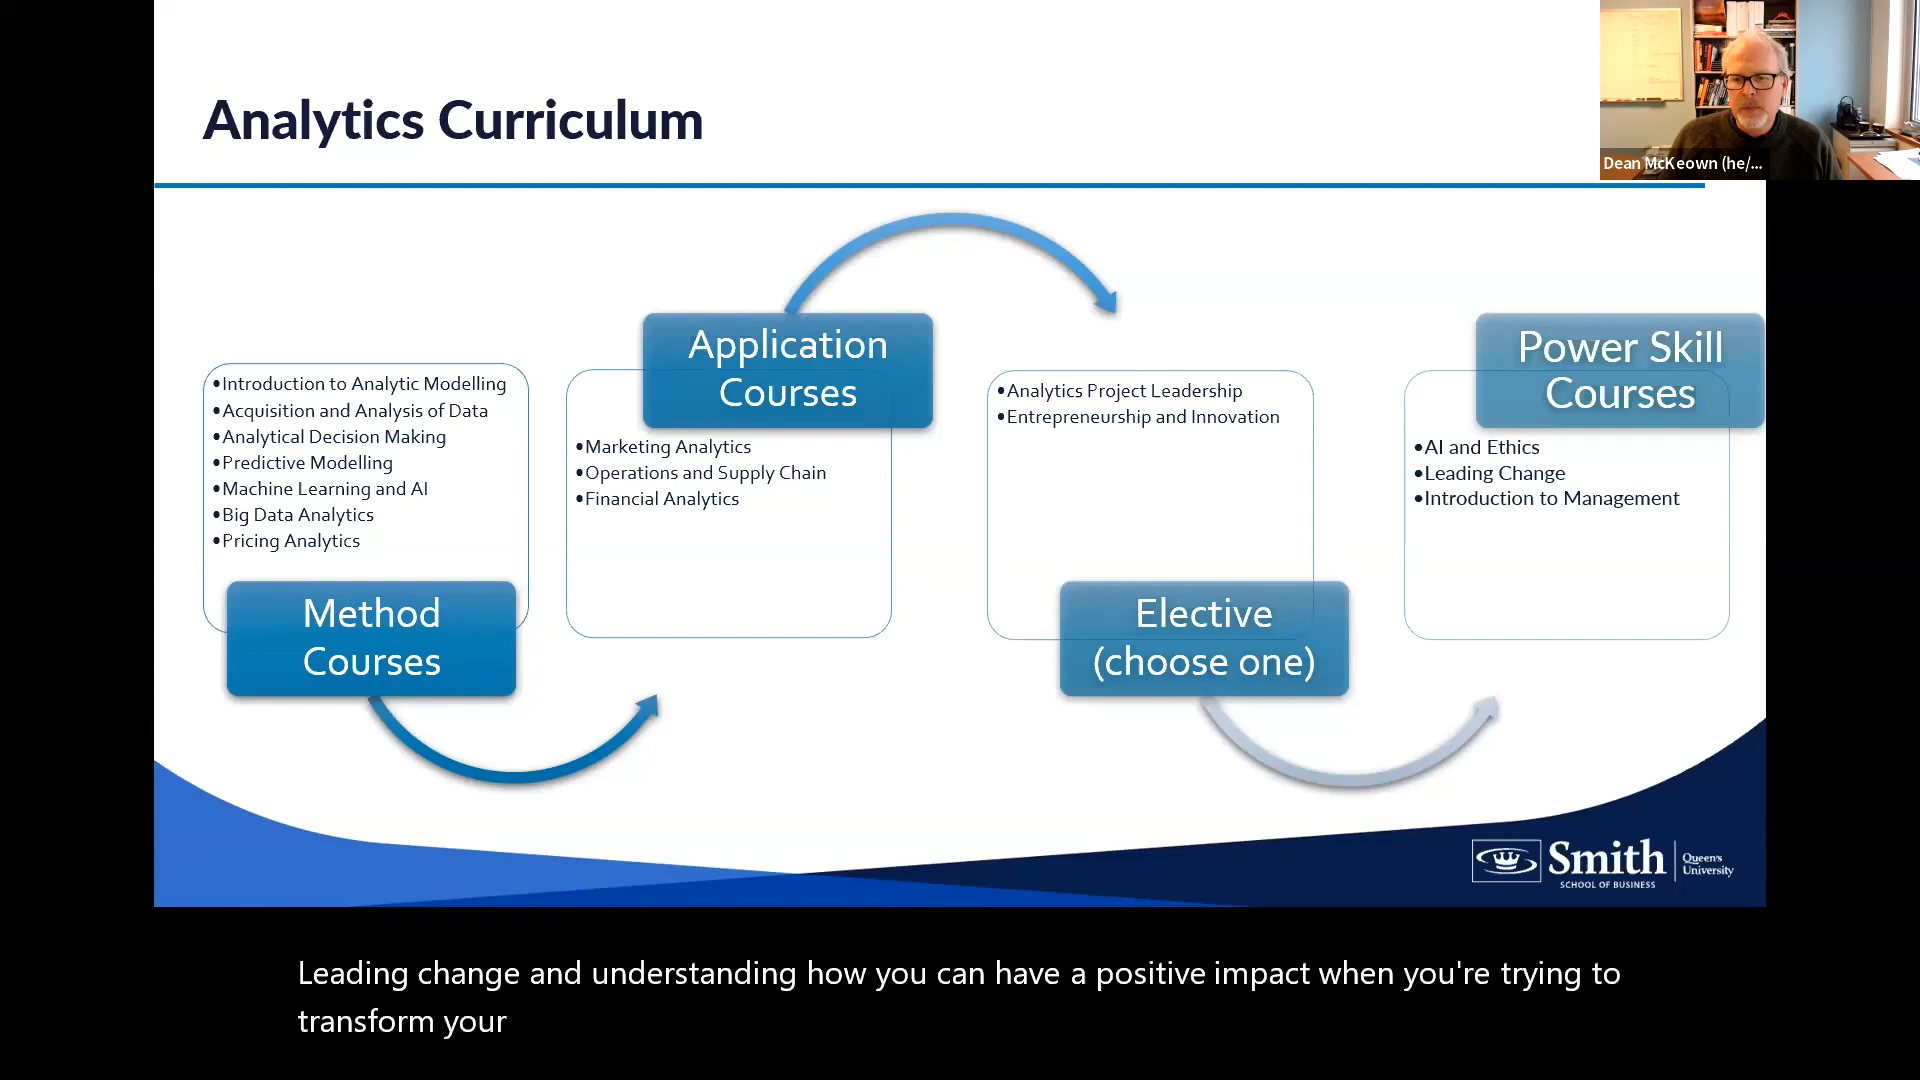 Analytics Curriculum
Dean McKeown (he/...
•Introduction to Analytic Modelling
•Acquisition and Analysis of Data
•Analytical Decision Making
•Predictive Modelling
•Machine Learning and AI
•Big Data Analytics
•Pricing Analytics
Method
Courses
Application
Courses
•Marketing Analytics
•Operations and Supply Chain
•Financial Analytics
•Analytics Project Leadership
•Entrepreneurship and Innovation
Elective
(choose one)
Power Skill
Courses
•AI and Ethics
•Leading Change
•Introduction to Management
Smith
SCHOOL OF BUSINESS
Queen's
University
Leading change and understanding how you can have a positive impact when you're trying to
transform your